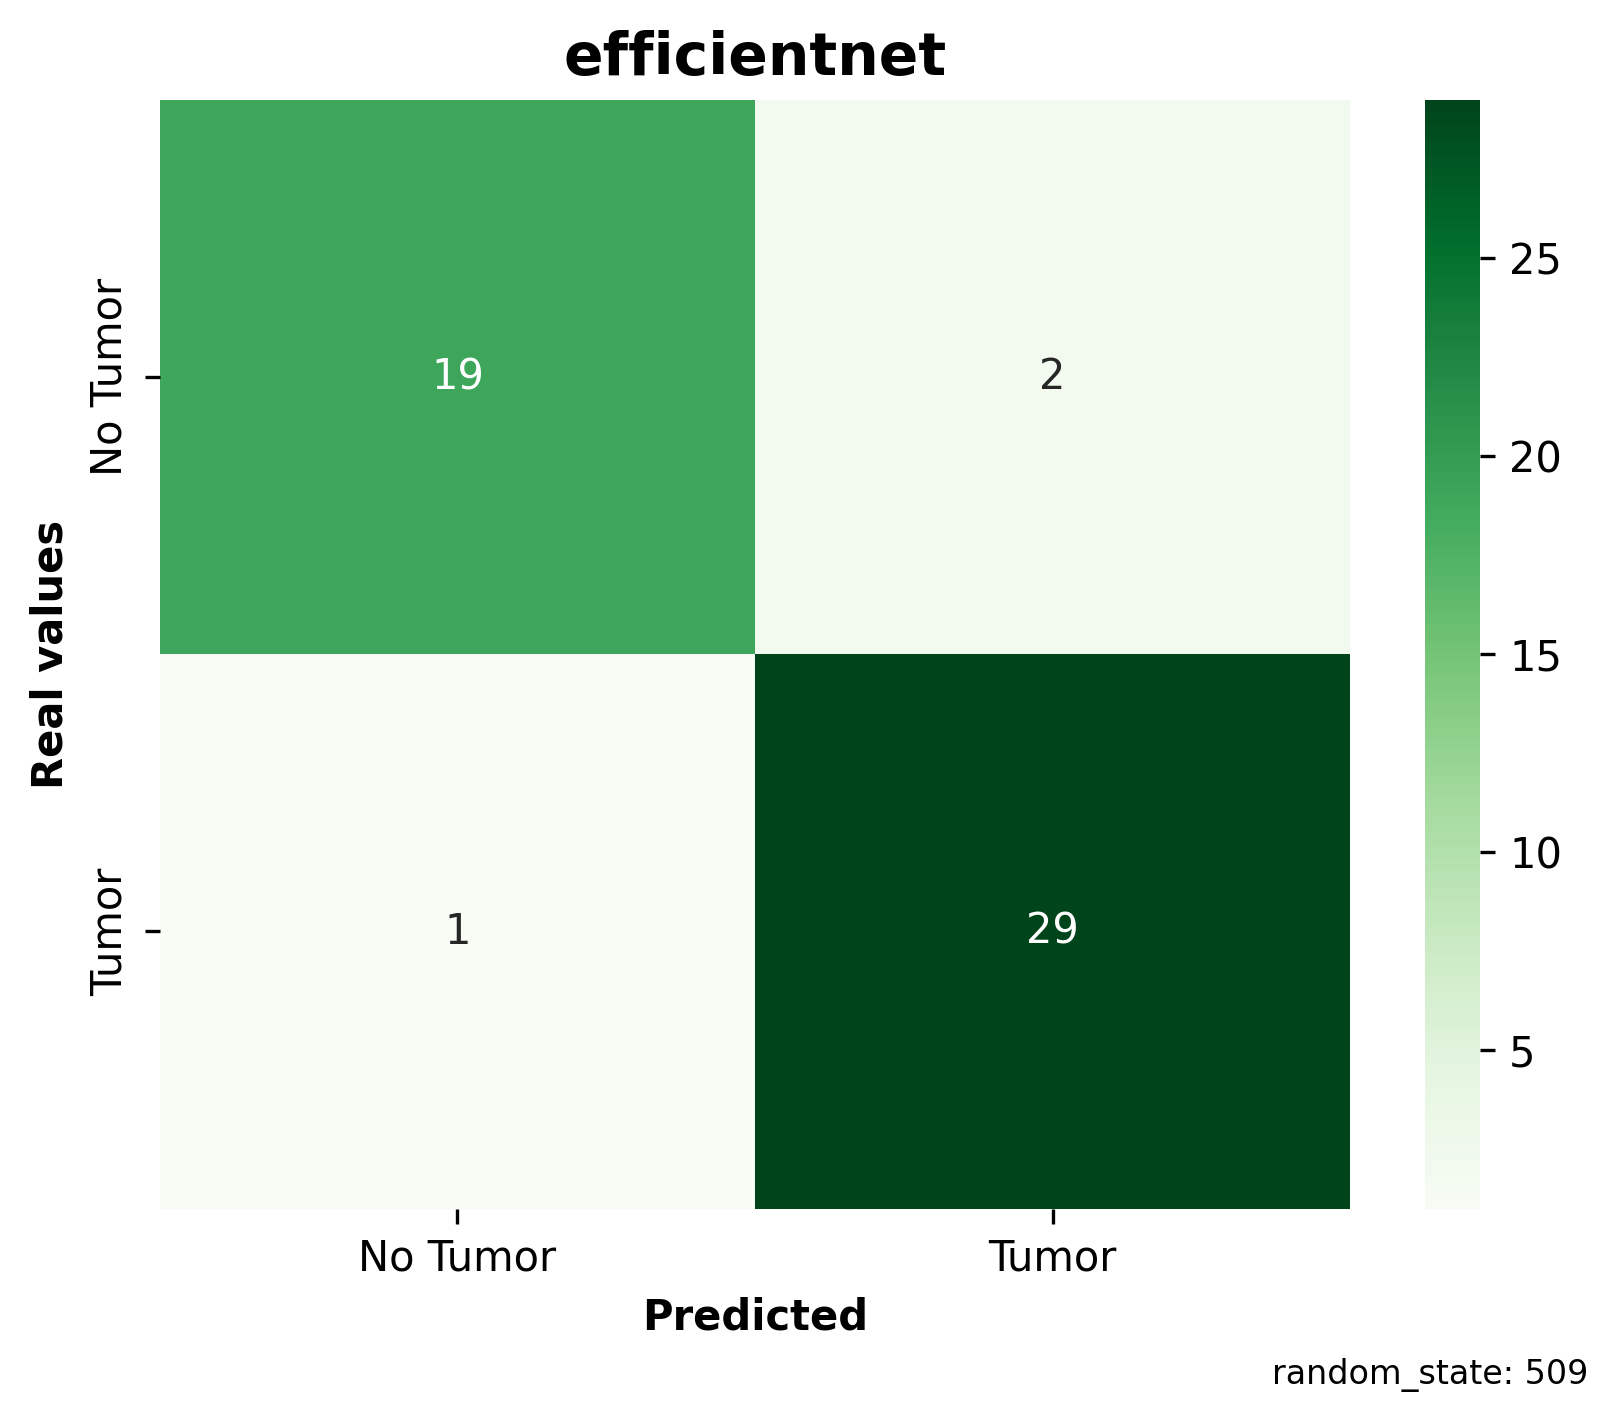 efficientnet
Real values
No Tumor
19
2
Tumor
1
29
No Tumor
Tumor
Predicted
25
20
15
10
5
random_state: 509